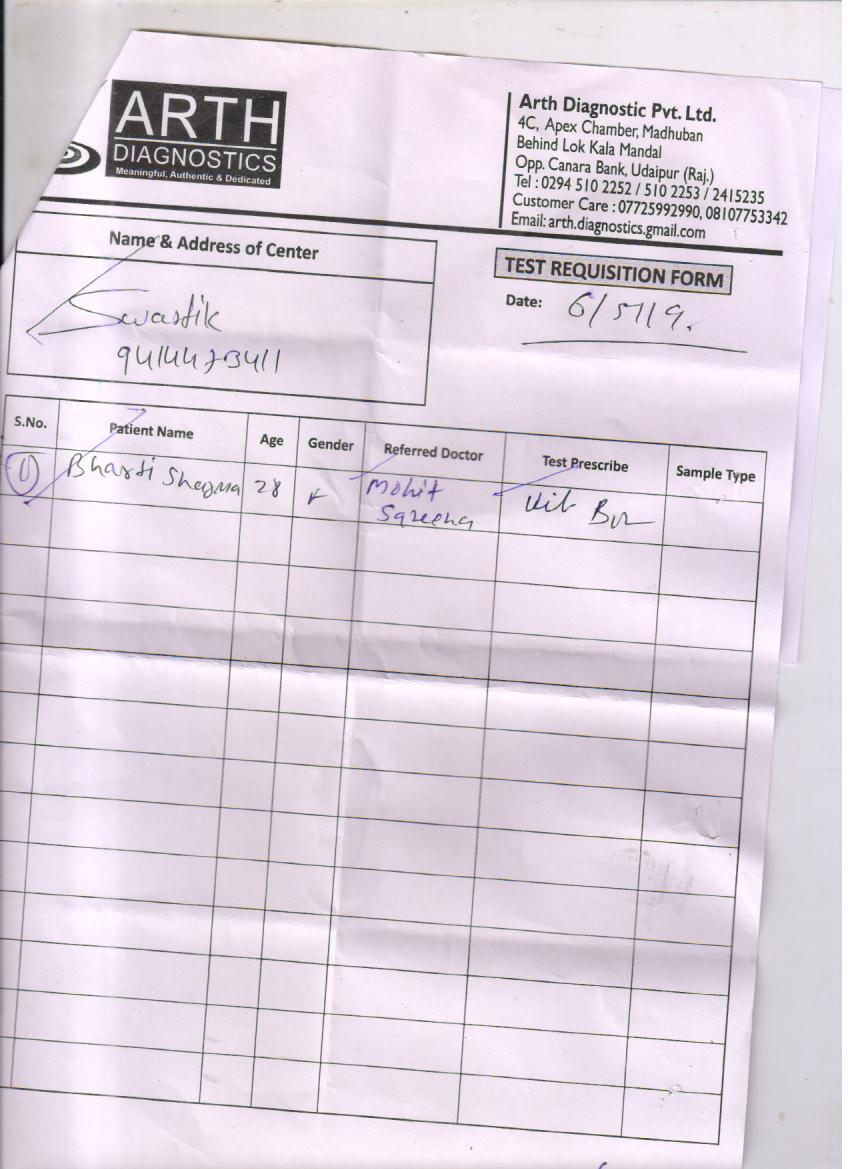 ARTH
DIAGNOSTICS
Meaningful, Authentic & Dedicated
Arth Diagnostic Pvt. Ltd.
4C, Apex Chamber, Madhuban
Behind Lok Kala Mandal
Opp. Canara Bank, Udaipur (Raj.)
Tel : 0294 510 2252 / 510 2253 / 2415235
Customer Care : 07725992990, 08107753342
Email: arth.diagnostics.gmail.com
Name & Address of Center
Swastik
TEST REQUISITION FORM
Date: 6/5/19.
S.No. Patient Name Age Gender Referred Doctor Test Prescribe Sample Type
1 Bharti Sharma 28 F Mohit Vit B12